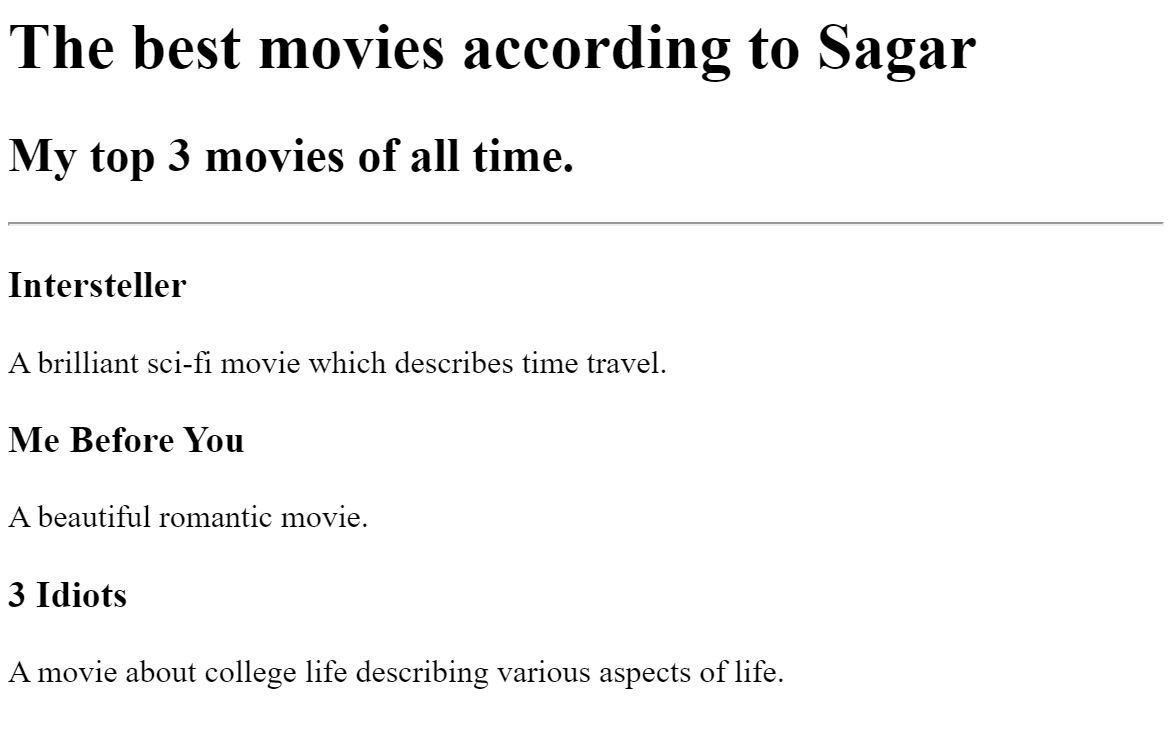 The best movies according to Sagar
My top 3 movies of all time.
Intersteller
A brilliant sci-fi movie which describes time travel.
Me Before You
A beautiful romantic movie.
3 Idiots
A movie about college life describing various aspects of life.